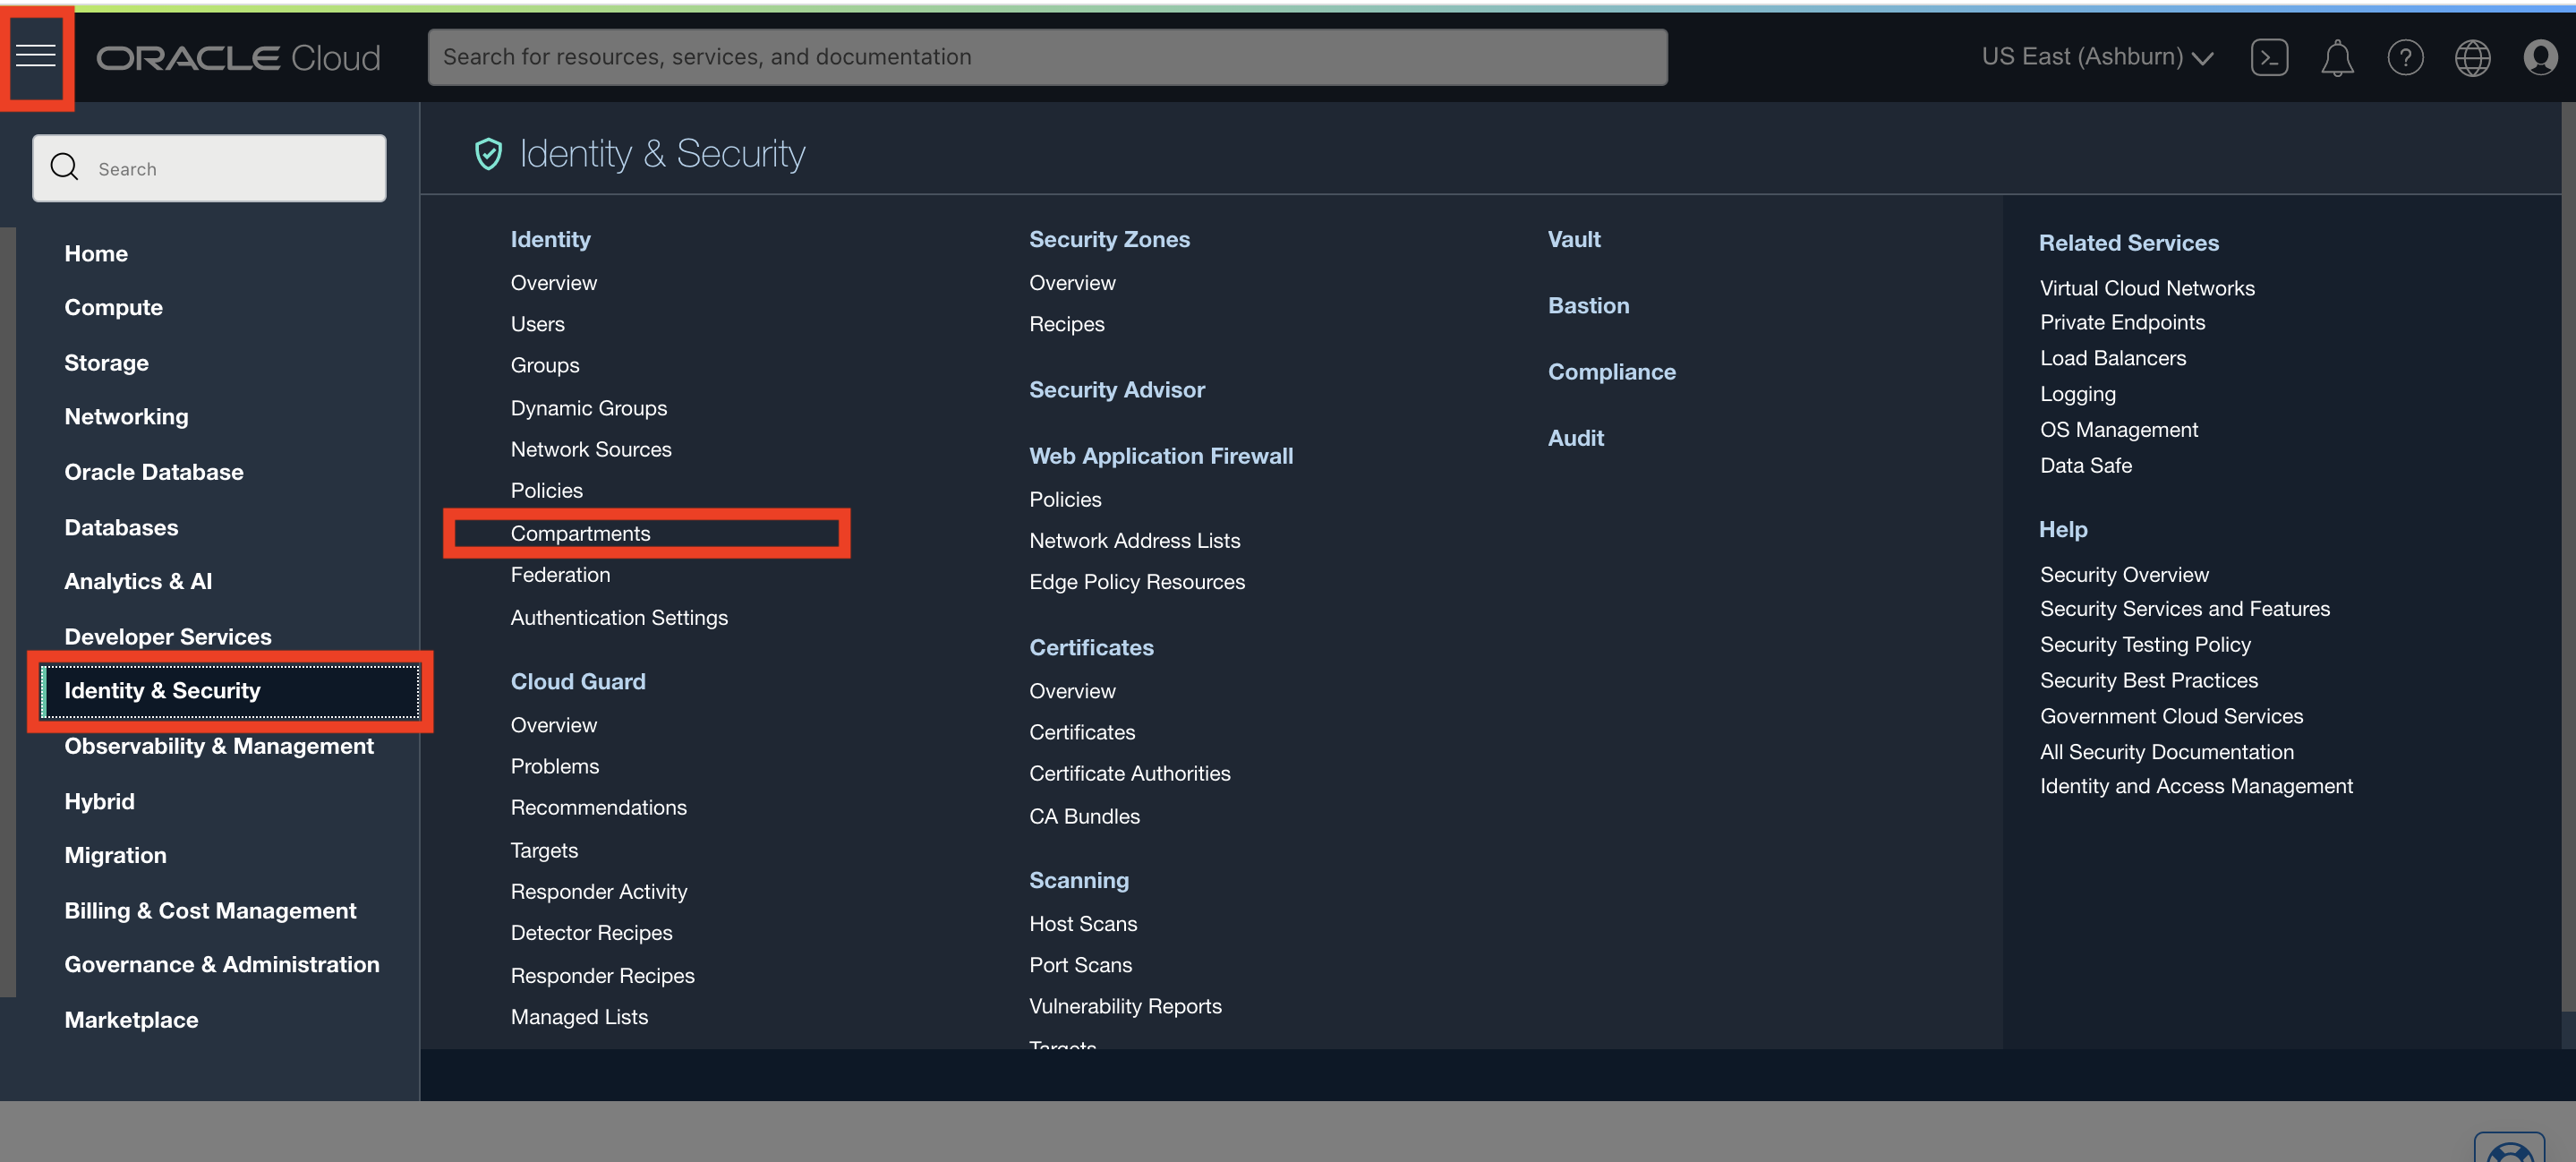 ORACLE Cloud
Search for resources, services, and documentation
US East (Ashburn)
Search
Home
Compute
Storage
Networking
Oracle Database
Databases
Analytics & AI
Developer Services
Identity & Security
Observability & Management
Hybrid
Migration
Billing & Cost Management
Governance & Administration
Marketplace
Identity & Security
Identity
Overview
Users
Groups
Dynamic Groups
Network Sources
Policies
Compartments
Federation
Authentication Settings
Cloud Guard
Overview
Problems
Recommendations
Targets
Responder Activity
Detector Recipes
Responder Recipes
Managed Lists
Security Zones
Overview
Recipes
Security Advisor
Web Application Firewall
Policies
Network Address Lists
Edge Policy Resources
Certificates
Overview
Certificates
Certificate Authorities
CA Bundles
Scanning
Host Scans
Port Scans
Vulnerability Reports
Targets
Vault
Bastion
Compliance
Audit
Related Services
Virtual Cloud Networks
Private Endpoints
Load Balancers
Logging
OS Management
Data Safe
Help
Security Overview
Security Services and Features
Security Testing Policy
Security Best Practices
Government Cloud Services
All Security Documentation
Identity and Access Management